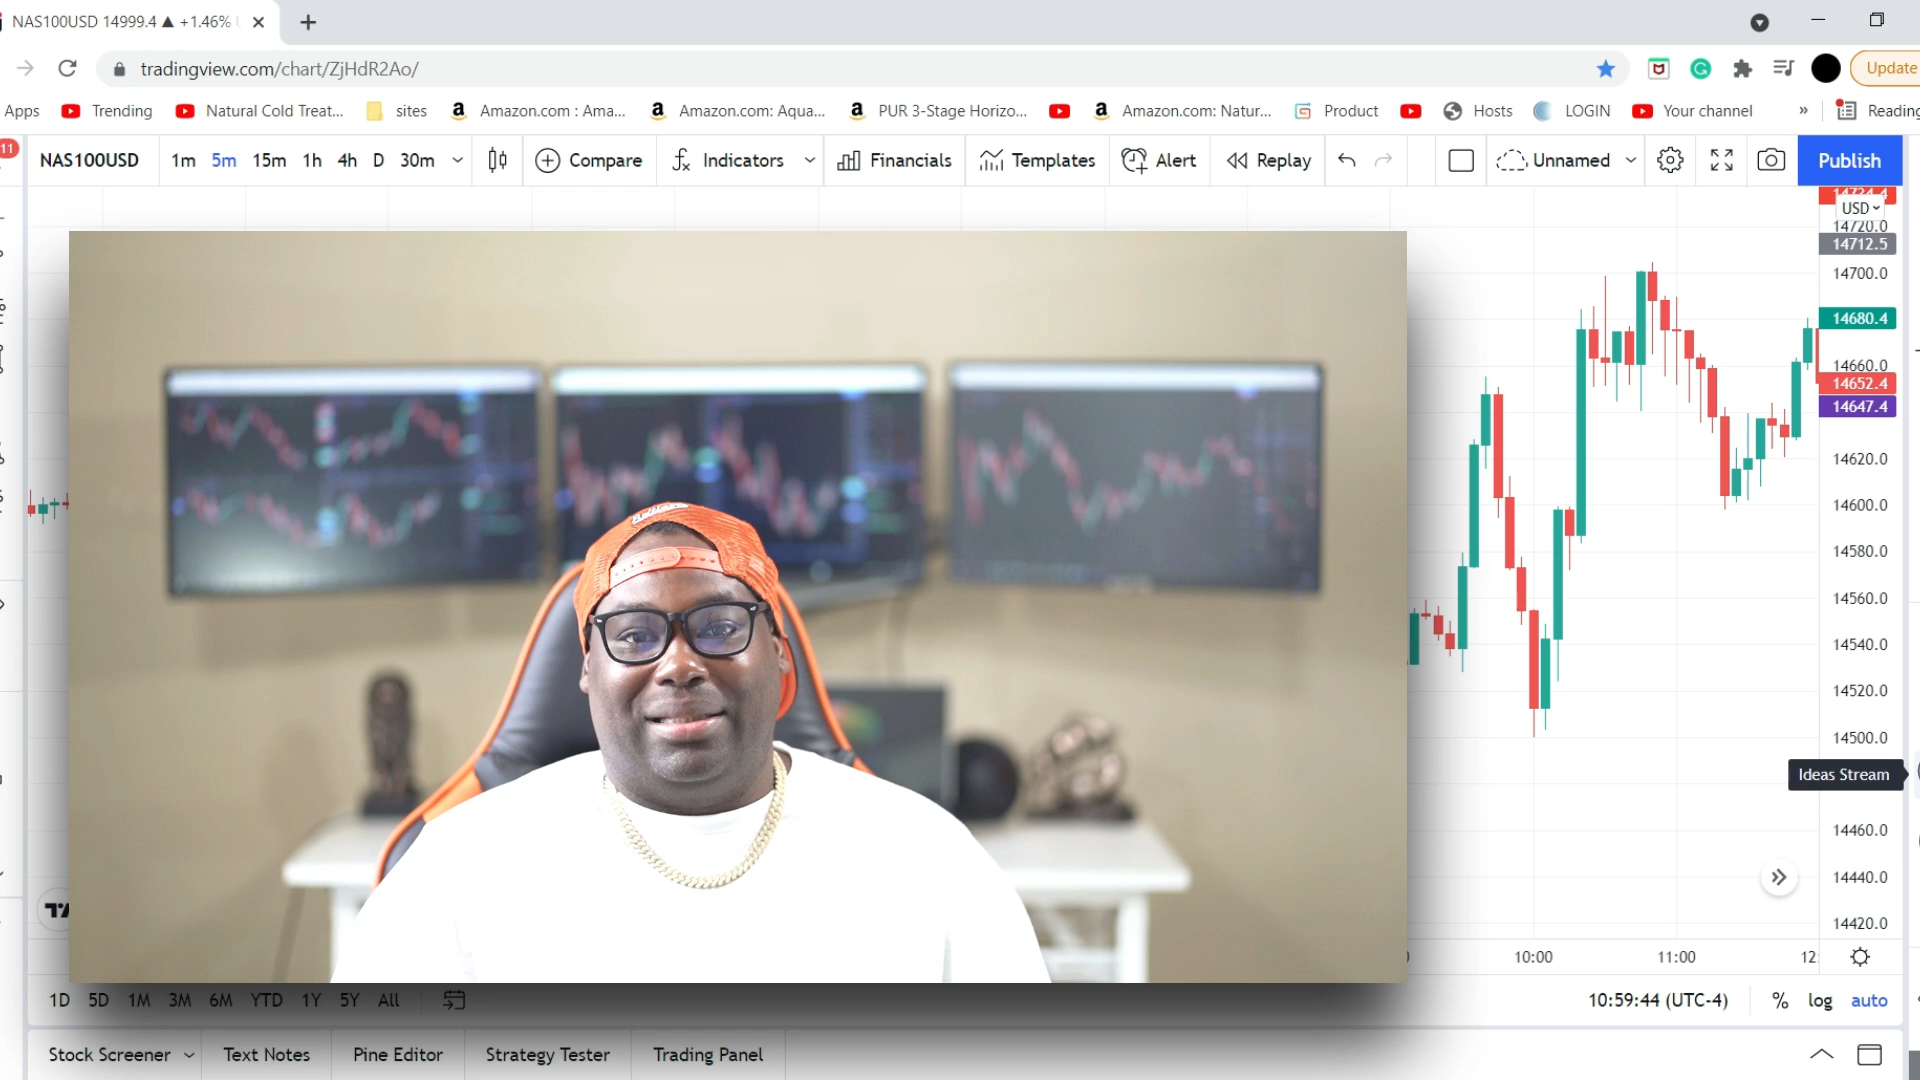 NAS100USD 14999.4 ▲ +1.46%
tradingview.com/chart/ZjHdR2Ao/
Update
Apps Trending Natural Cold Treat... sites Amazon.com : Ama... Amazon.com: Aqua... PUR 3-Stage Horizo... Amazon.com: Natur... Product Hosts LOGIN Your channel » Reading
11
NAS100USD 1m 5m 15m 1h 4h D 30m Compare Indicators Financials Templates Alert Replay Unnamed Publish
14724.4
USD
14720.0
14712.5
14700.0
14680.4
14660.0
14652.4
14647.4
14620.0
14600.0
14580.0
14560.0
14540.0
14520.0
14500.0
Ideas Stream
14460.0
14440.0
14420.0
10:00 11:00 12:
1D 5D 1M 3M 6M YTD 1Y 5Y All 10:59:44 (UTC-4) % log auto
Stock Screener Text Notes Pine Editor Strategy Tester Trading Panel